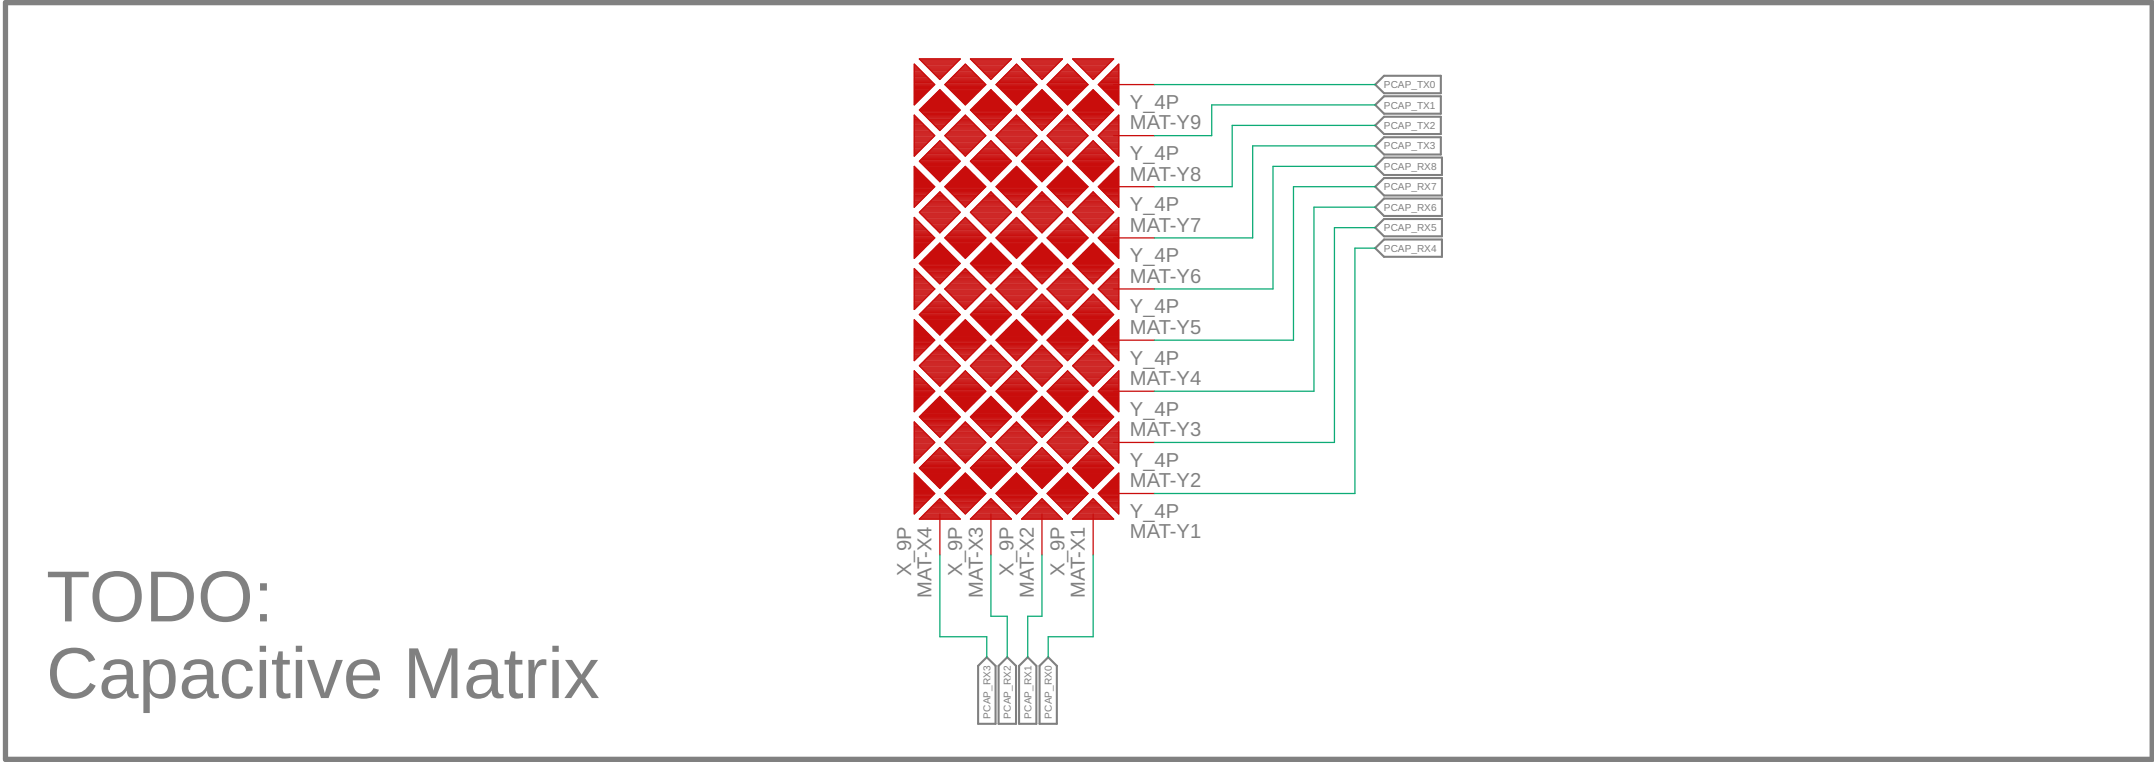 PCAP_TX0
Y_4P
MAT-Y9
PCAP_TX1
PCAP_TX2
Y_4P
MAT-Y8
PCAP_TX3
PCAP_RX8
PCAP_RX7
Y_4P
MAT-Y7
PCAP_RX6
PCAP_RX5
PCAP_RX4
Y_4P
MAT-Y6
Y_4P
MAT-Y5
Y_4P
MAT-Y4
Y_4P
MAT-Y3
Y_4P
MAT-Y2
Y_4P
MAT-Y1
X_9P
MAT-X4
X_9P
MAT-X3
X_9P
MAT-X2
X_9P
MAT-X1
PCAP_RX3
PCAP_RX2
PCAP_RX1
PCAP_RX0
TODO:
Capacitive Matrix